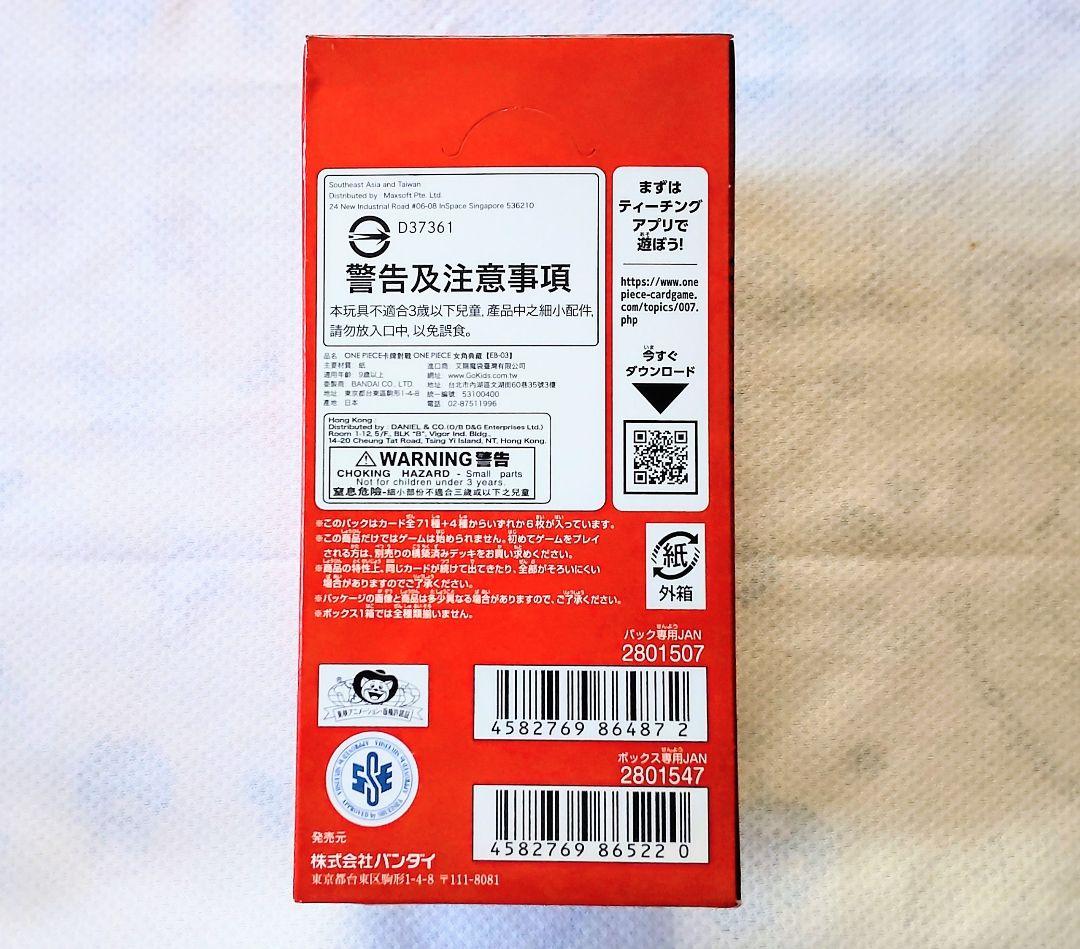 Southeast Asia and Taiwan
Distributed by Maxsoft Pte. Ltd.
24 New Industrial Road #06-08 InSpace Singapore 536210
D37361
警告及注意事項
本玩具不適合3歲以下兒童, 產品中之細小配件,
請勿放入口中, 以免誤食。
品名 ONE PIECE卡牌對戰 ONE PIECE 女角典藏【EB-03】
主要材質 紙
適用年齡 9歲以上
委製商 BANDAI CO., LTD.
地址 東京都台東區駒形1-4-8
產地 日本
進口商 艾賜魔袋臺灣有限公司
網址 www.GoKids.com.tw
地址 台北市內湖區文湖街60巷35號3樓
統一編號 53100400
電話 02-87511996
Hong Kong
Distributed by : DANIEL & CO.(O/B D&G Enterprises Ltd.)
Room 1-12, 5/F., BLK "B", Vigor Ind. Bldg.,
14-20 Cheung Tat Road, Tsing Yi Island, NT, Hong Kong.
WARNING 警告
CHOKING HAZARD - Small parts
Not for children under 3 years.
窒息危險-細小部份不適合三歲或以下之兒童
まずは
ティーチング
アプリで
遊ぼう!
https://www.one
piece-cardgame.
com/topics/007.
php
今すぐ
ダウンロード
※このパックはカード全71種+4種からいずれか6枚が入っています。
※この商品だけではゲームは始められません。初めてゲームをプレイ
される方は、別売りの構築済みデッキをお買い求めください。
※商品の特性上、同じカードが続けて出てきたり、全部がそろいにくい
場合がありますのでご了承ください。
※パッケージの画像と商品は多少異なる場合がありますので、ご了承ください。
※ボックス1箱では全種類揃いません。
紙
外箱
パック専用JAN
2801507
4582769 86487 2
ボックス専用JAN
2801547
4582769 86522 0
東映アニメーション・版権許諾証
SSE
発売元
株式会社バンダイ
東京都台東区駒形1-4-8 〒111-8081